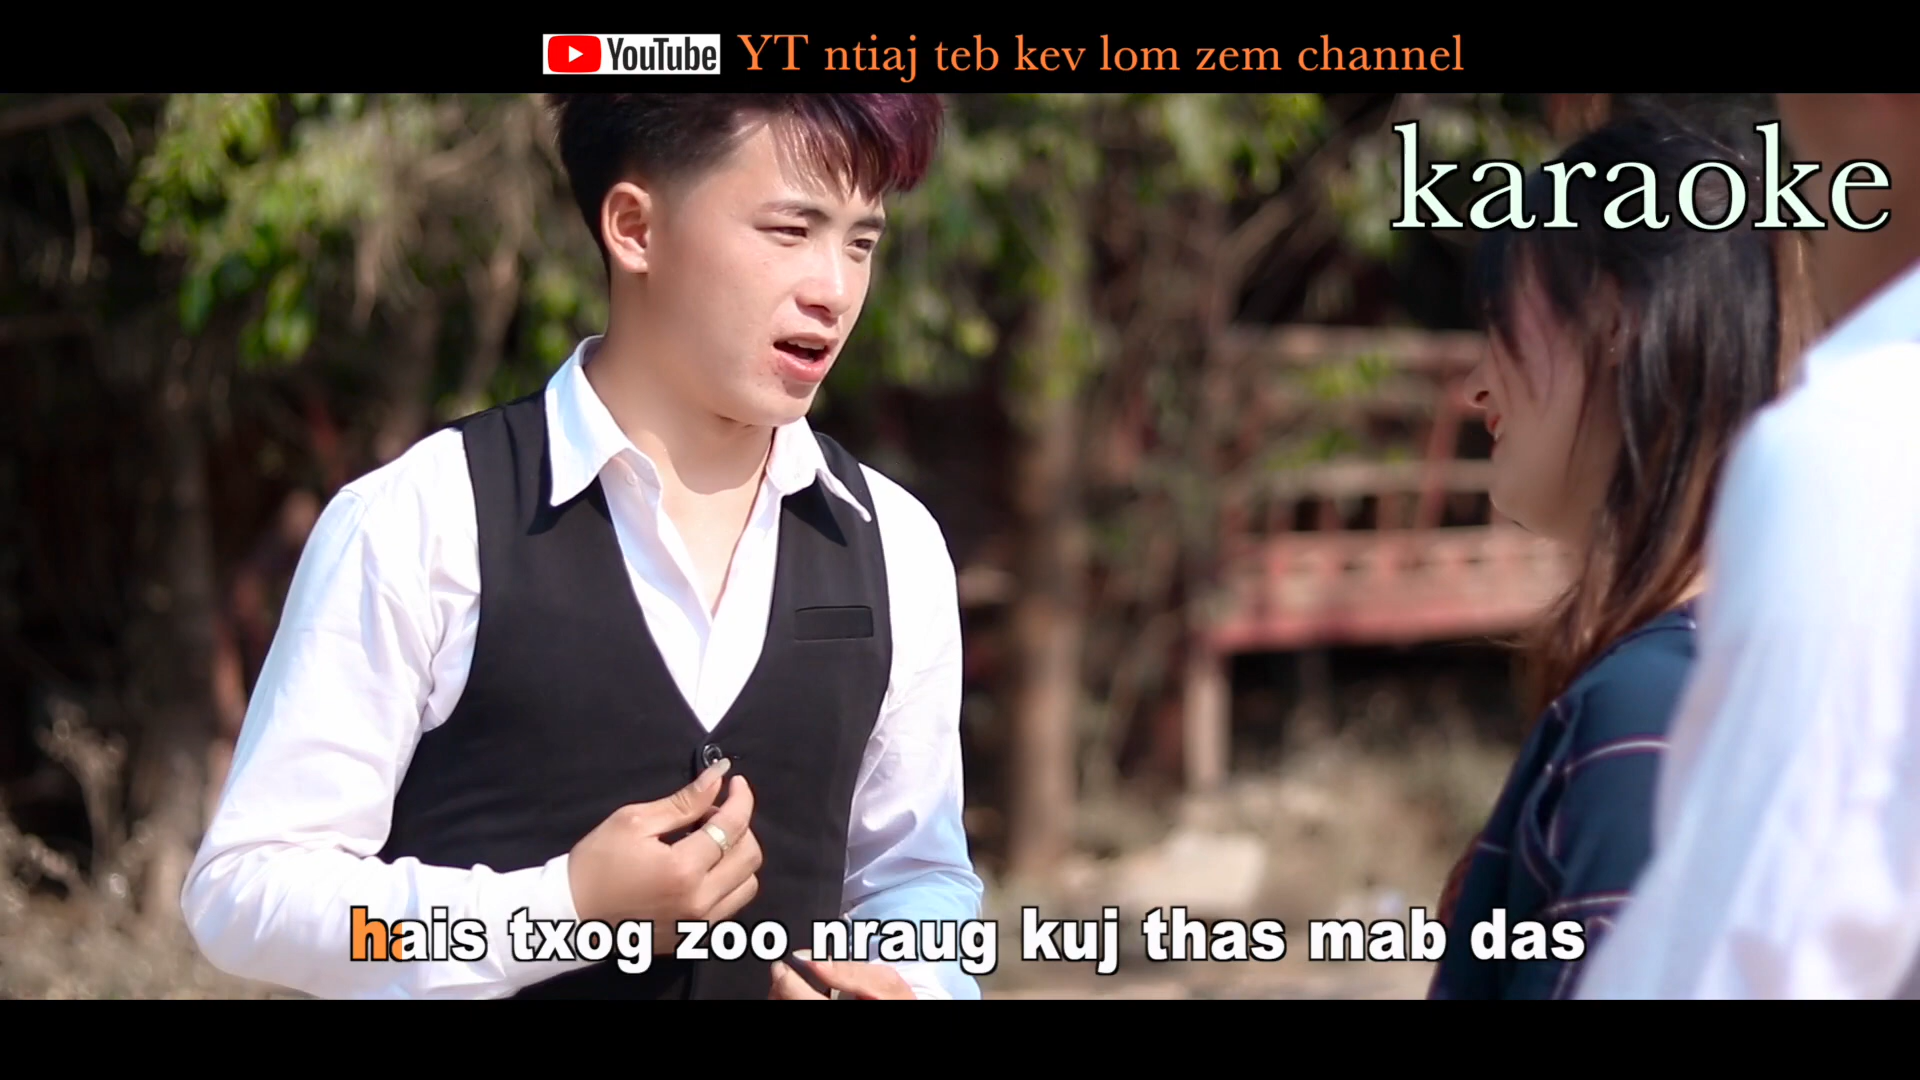 YouTube YT ntiaj teb kev lom zem channel
karaoke
hais txog zoo nraug kuj thas mab das